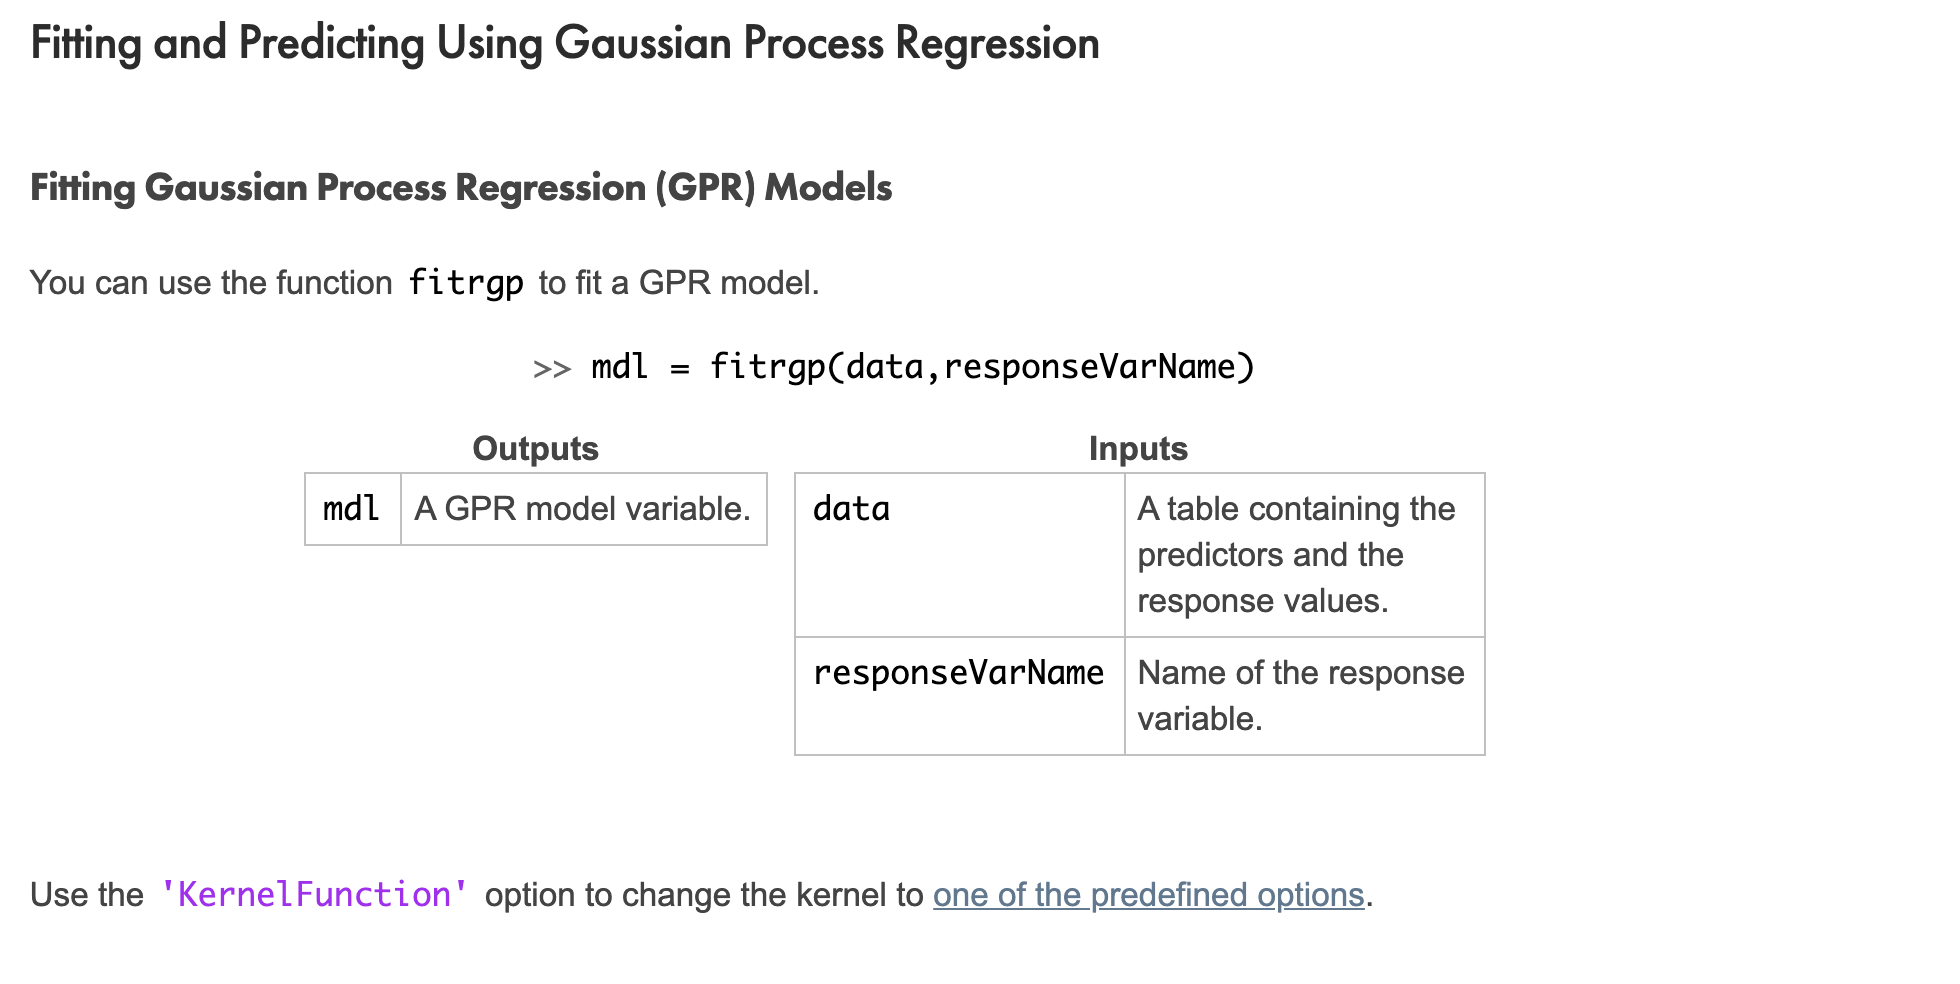 Fitting and Predicting Using Gaussian Process Regression
Fitting Gaussian Process Regression (GPR) Models
You can use the function fitrgp to fit a GPR model.
>> mdl = fitrgp(data,responseVarName)
Outputs
mdl A GPR model variable.
Inputs
data A table containing the
predictors and the
response values.
responseVarName Name of the response
variable.
Use the 'KernelFunction' option to change the kernel to one of the predefined options.